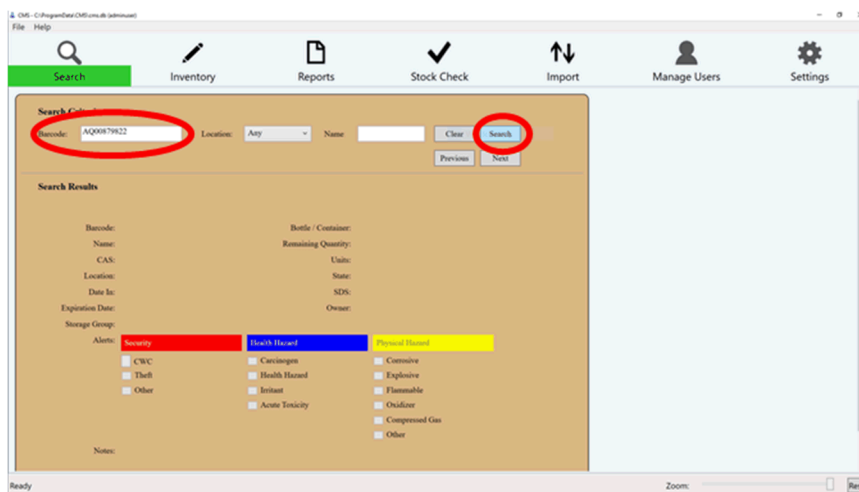 CMS - C:\ProgramData\CMS\cms.db (adminuser)
File Help
Search Inventory Reports Stock Check Import Manage Users Settings
Search
Barcode: AQ00879822 Location: Any Name Clear Search
Previous Next
Search Results
Barcode: Bottle / Container:
Name: Remaining Quantity:
CAS: Units:
Location: State:
Date In: SDS:
Expiration Date: Owner:
Storage Group:
Alerts: Security Health Hazard Physical Hazard
CWC Carcinogen Corrosive
Theft Health Hazard Explosive
Other Irritant Flammable
Acute Toxicity Oxidizer
Compressed Gas
Other
Notes:
Ready Zoom: